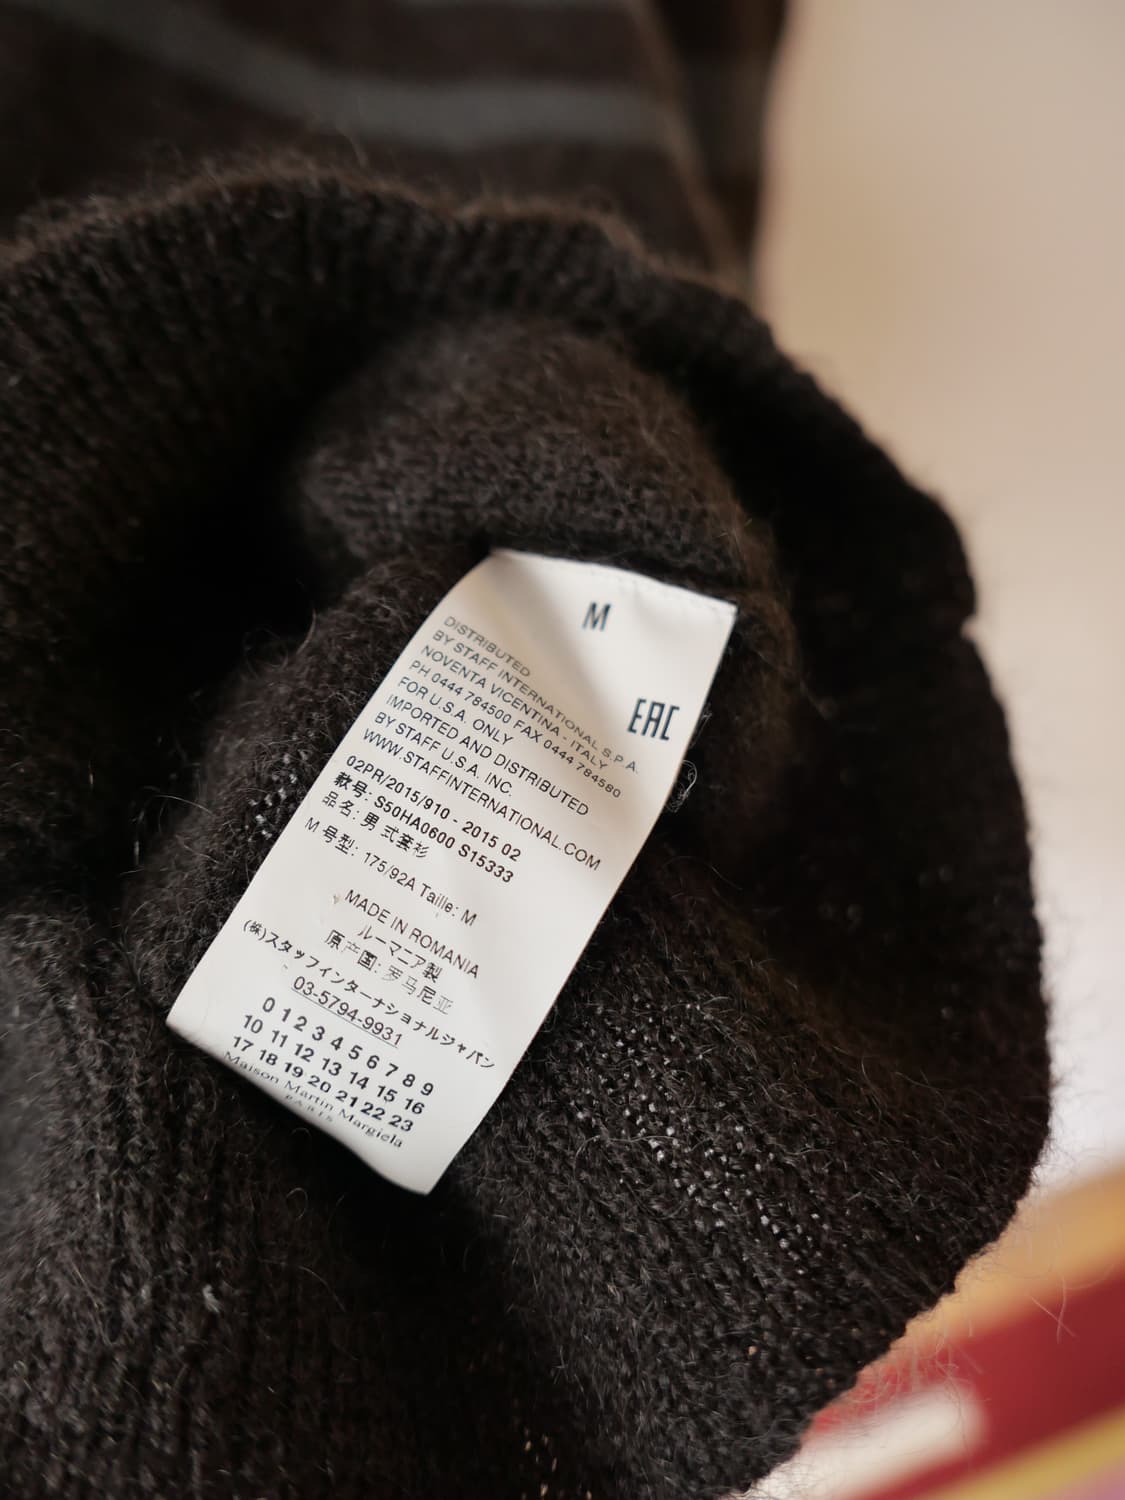 M
EAC
DISTRIBUTED
BY STAFF INTERNATIONAL S.P.A.
NOVENTA VICENTINA - ITALY
PH 0444 784500 FAX 0444 784580
FOR U.S.A. ONLY
IMPORTED AND DISTRIBUTED
BY STAFF U.S.A. INC.
WWW.STAFFINTERNATIONAL.COM
02PR/2015/910 - 2015 02
款号: S50HA0600 S15333
品名: 男式套衫
M 号型: 175/92A Taille: M
MADE IN ROMANIA
ルーマニア製
原产国: 罗马尼亚
(株)スタッフインターナショナルジャパン
03-5794-9931
0 1 2 3 4 5 6 7 8 9
10 11 12 13 14 15 16
17 18 19 20 21 22 23
Maison Martin Margiela
PARIS